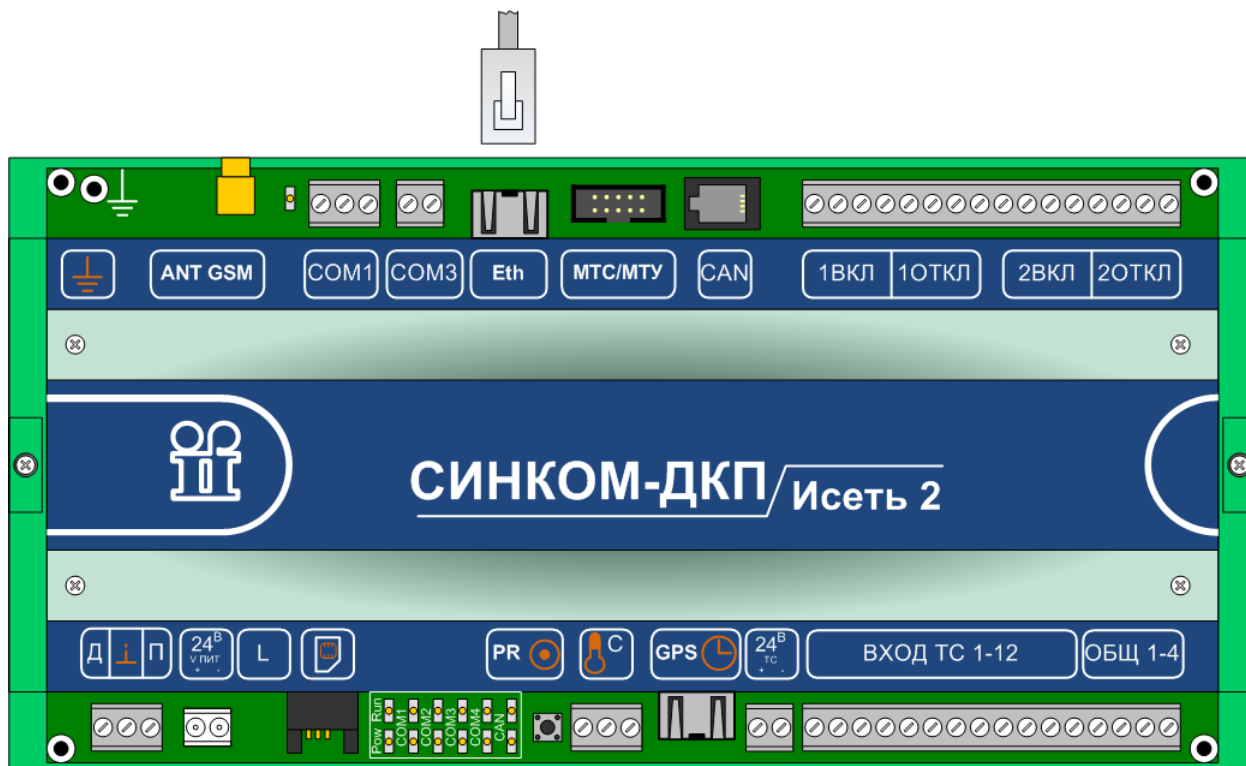 ANT GSM COM1 COM3 Eth МТС/МТУ CAN 1ВКЛ 1ОТКЛ 2ВКЛ 2ОТКЛ
СИНКОМ-ДКП/Исеть 2
Д П 24В V ПИТ + - L PR C GPS 24В ТС + - ВХОД ТС 1-12 ОБЩ 1-4
Pow Run COM1 COM2 COM3 COM4 CAN